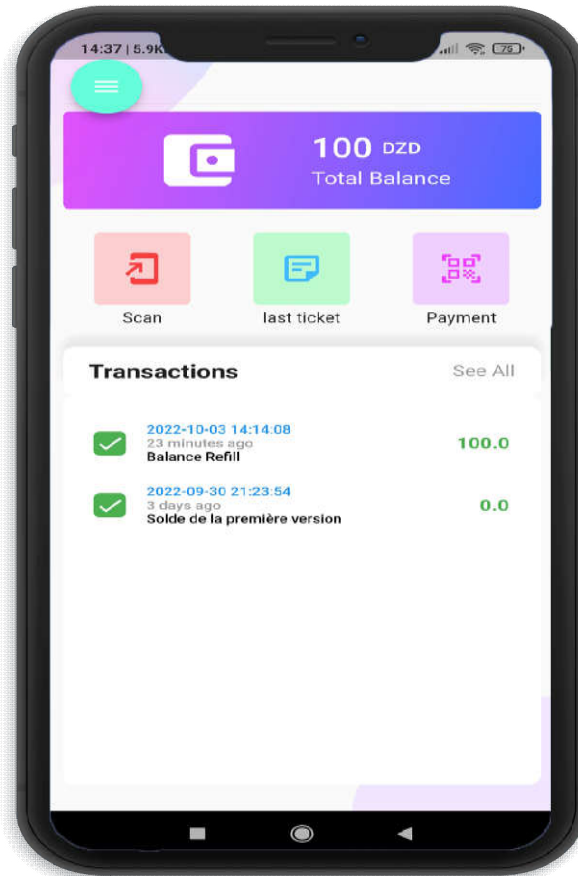 14:37 | 5.9K
75
100 DZD
Total Balance
Scan
last ticket
Payment
Transactions
See All
2022-10-03 14:14:08
23 minutes ago
100.0
Balance Refill
2022-09-30 21:23:54
3 days ago
0.0
Solde de la première version